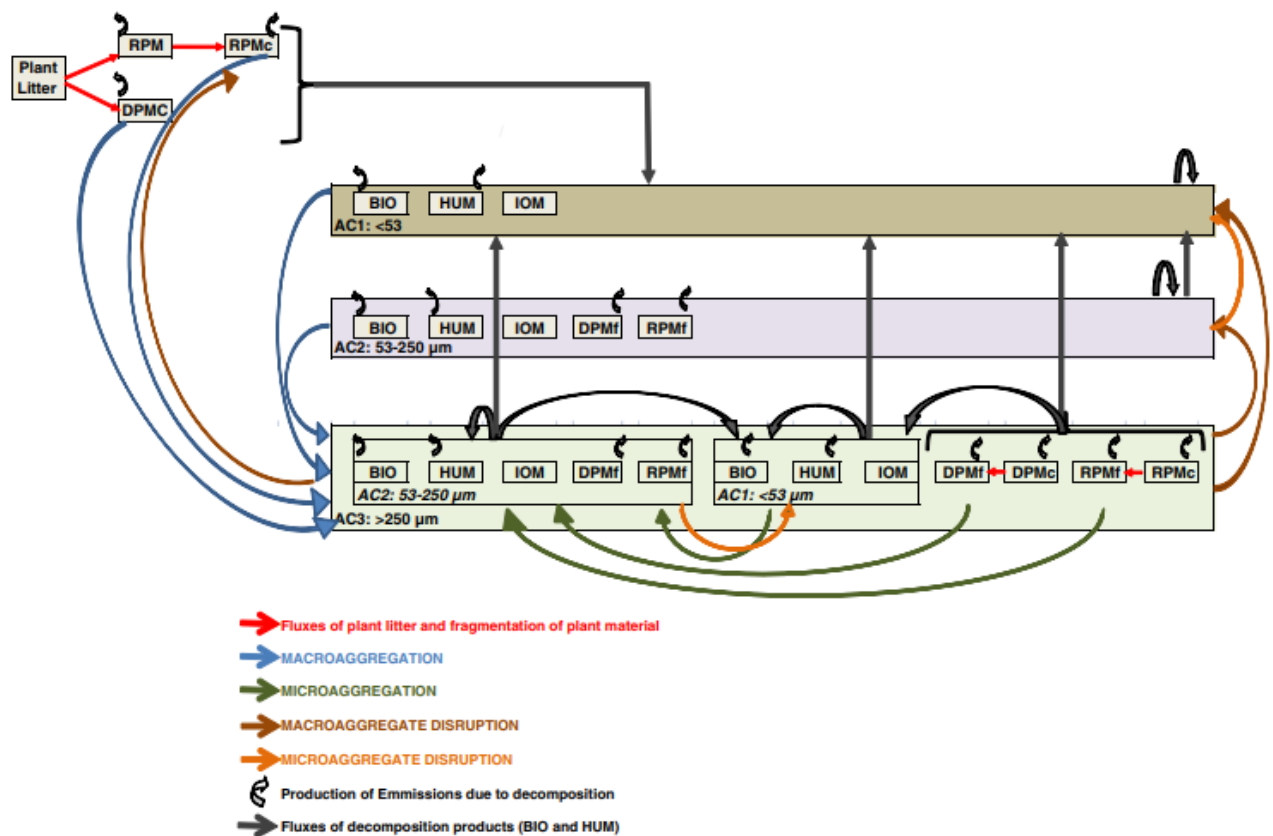 RPM
RPMc
Plant
Litter
DPMC
BIO
HUM
IOM
AC1: <53
BIO
HUM
IOM
DPMf
RPMf
AC2: 53-250 µm
BIO
HUM
IOM
DPMf
RPMf
BIO
HUM
IOM
DPMf
DPMc
RPMf
RPMc
AC2: 53-250 µm
AC1: <53 µm
AC3: >250 µm
Fluxes of plant litter and fragmentation of plant material
MACROAGGREGATION
MICROAGGREGATION
MACROAGGREGATE DISRUPTION
MICROAGGREGATE DISRUPTION
Production of Emmissions due to decomposition
Fluxes of decomposition products (BIO and HUM)